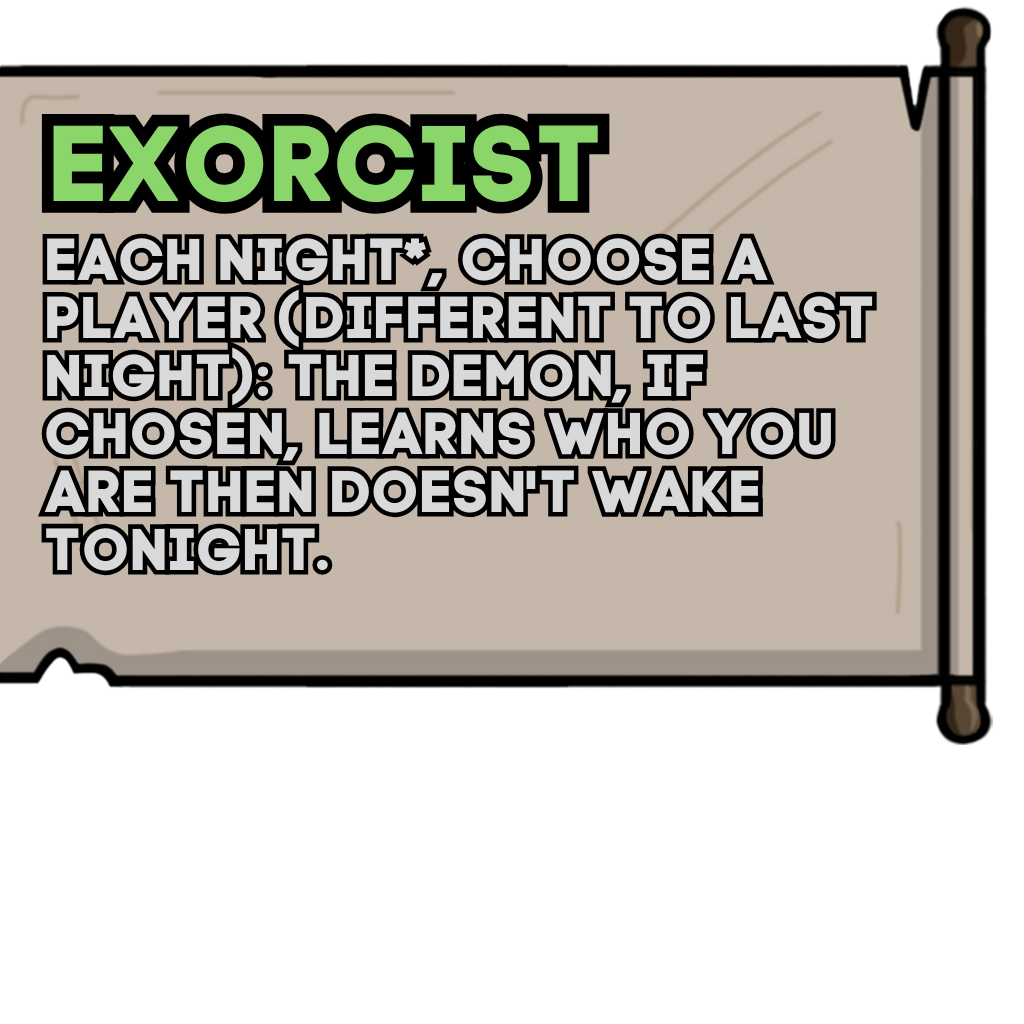 EXORCIST
EACH NIGHT*, CHOOSE A
PLAYER (DIFFERENT TO LAST
NIGHT): THE DEMON, IF
CHOSEN, LEARNS WHO YOU
ARE THEN DOESN'T WAKE
TONIGHT.